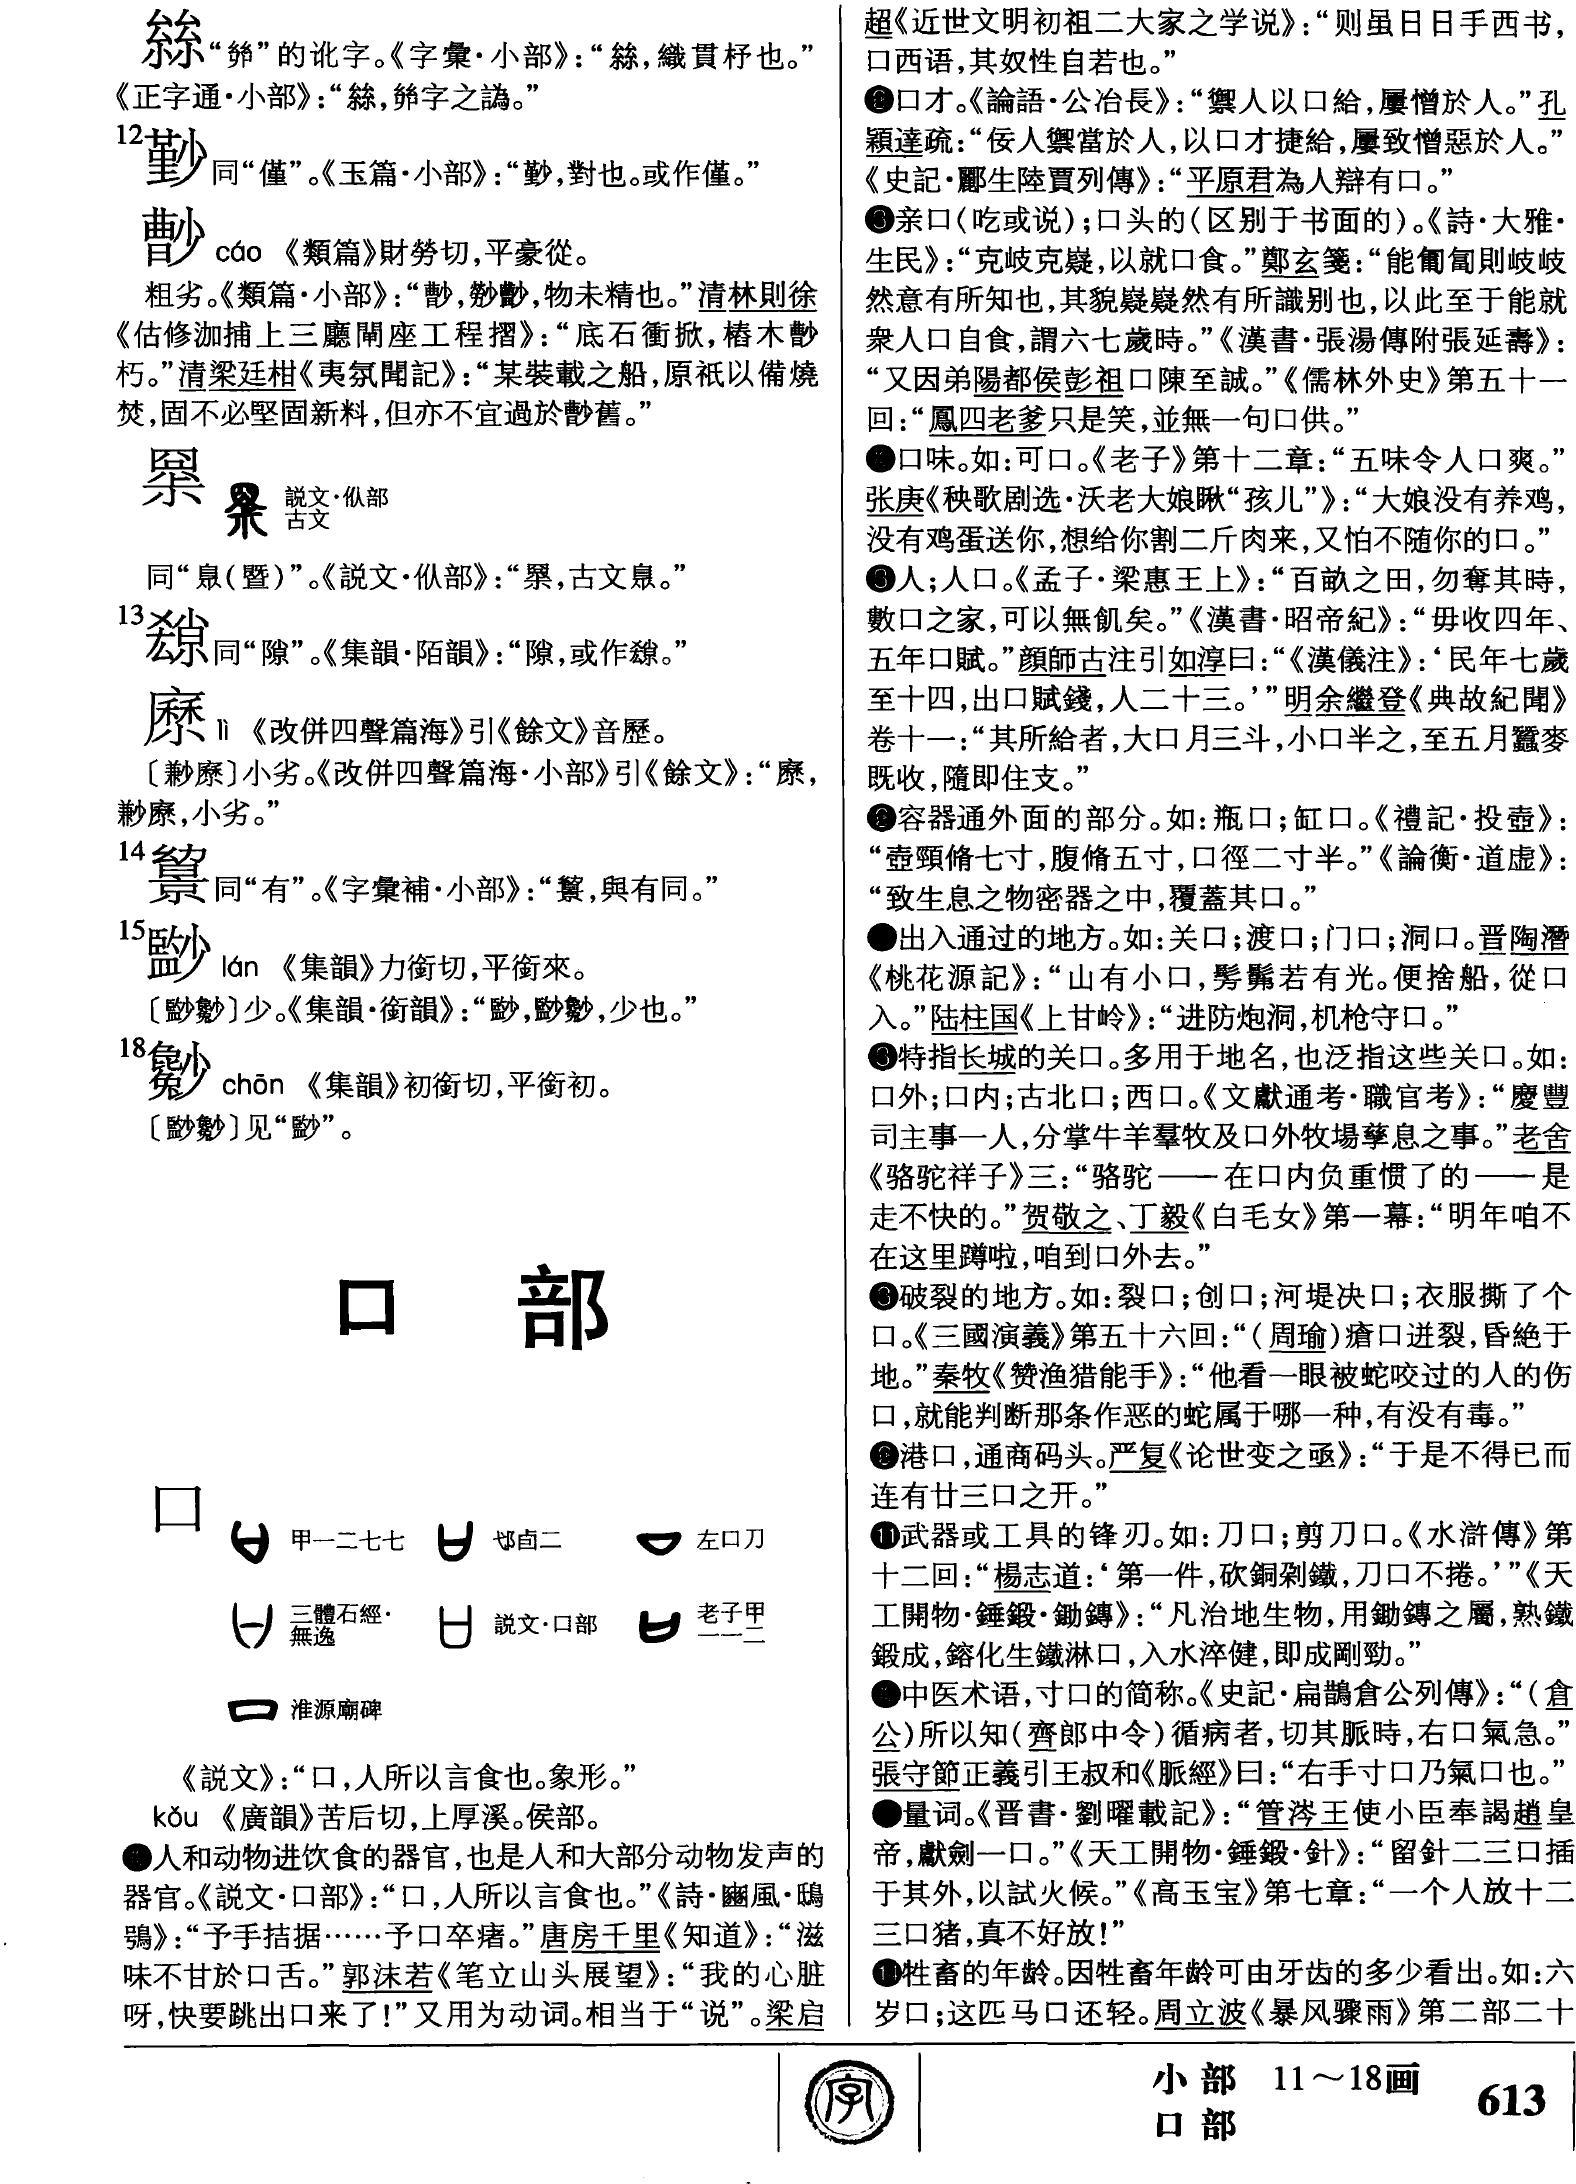 “䋎”的讹字。《字彙·小部》：“，織貫杼也。”
《正字通·小部》：“，字之譌。”
12
同“僅”。《玉篇·小部》：“，對也。或作僅。”
cáo 《類篇》財勞切，平豪從。
粗劣。《類篇·小部》：“，物未精也。”清林則徐
《估修泇捕上三廳閘座工程摺》：“底石衝掀，樁木
朽。”清梁廷枏《夷氛聞記》：“某裝載之船，原祇以備燒
焚，固不必堅固新料，但亦不宜過於舊。”
説文·㐺部
古文
同“臮（暨）”。《説文·㐺部》：“，古文臮。”
13
同“隙”。《集韻·陌韻》：“隙，或作。”
lì 《改併四聲篇海》引《餘文》音歷。
〔〕小劣。《改併四聲篇海·小部》引《餘文》：“，
，小劣。”
14
同“有”。《字彙補·小部》：“，與有同。”
15
lán 《集韻》力銜切，平銜來。
〔〕少。《集韻·銜韻》：“，，少也。”
18
chān 《集韻》初銜切，平銜初。
〔〕见“”。
口 部
口
甲一二七七 邙卣二 左口刀
三體石經·無逸 説文·口部 老子甲一一二
淮源廟碑
《説文》：“口，人所以言食也。象形。”
kǒu 《廣韻》苦后切，上厚溪。侯部。
人和动物进饮食的器官，也是人和大部分动物发声的
器官。《説文·口部》：“口，人所以言食也。”《詩·豳風·鴟
鴞》：“予手拮据……予口卒瘏。”唐房千里《知道》：“滋
味不甘於口舌。”郭沫若《笔立山头展望》：“我的心脏
呀，快要跳出口来了！”又用为动词。相当于“说”。梁启
超《近世文明初祖二大家之学说》：“则虽日日手西书，
口西语，其奴性自若也。”
❷口才。《論語·公冶長》：“禦人以口給，屢憎於人。”孔
穎達疏：“佞人禦當於人，以口才捷給，屢致憎惡於人。”
《史記·酈生陸賈列傳》：“平原君為人辯有口。”
❸亲口（吃或说）；口头的（区别于书面的）。《詩·大雅·
生民》：“克岐克嶷，以就口食。”鄭玄箋：“能匍匐則岐岐
然意有所知也，其貌嶷嶷然有所識别也，以此至于能就
衆人口自食，謂六七歲時。”《漢書·張湯傳附張延壽》：
“又因弟陽都侯彭祖口陳至誠。”《儒林外史》第五十一
回：“鳳四老爹只是笑，並無一句口供。”
口味。如：可口。《老子》第十二章：“五味令人口爽。”
张庚《秧歌剧选·沃老大娘瞅“孩儿”》：“大娘没有养鸡，
没有鸡蛋送你，想给你割二斤肉来，又怕不随你的口。”
人；人口。《孟子·梁惠王上》：“百畝之田，勿奪其時，
數口之家，可以無飢矣。”《漢書·昭帝紀》：“毋收四年、
五年口賦。”顔師古注引如淳曰：“《漢儀注》：‘民年七歲
至十四，出口賦錢，人二十三。’”明余繼登《典故紀聞》
卷十一：“其所給者，大口月三斗，小口半之，至五月蠶麥
既收，隨即住支。”
容器通外面的部分。如：瓶口；缸口。《禮記·投壺》：
“壺頸脩七寸，腹脩五寸，口徑二寸半。”《論衡·道虚》：
“致生息之物密器之中，覆蓋其口。”
出入通过的地方。如：关口；渡口；门口；洞口。晋陶潛
《桃花源記》：“山有小口，髣髴若有光。便捨船，從口
入。”陆柱国《上甘岭》：“进防炮洞，机枪守口。”
特指长城的关口。多用于地名，也泛指这些关口。如：
口外；口内；古北口；西口。《文獻通考·職官考》：“慶豐
司主事一人，分掌牛羊羣牧及口外牧場孳息之事。”老舍
《骆驼祥子》三：“骆驼——在口内负重惯了的——是
走不快的。”贺敬之、丁毅《白毛女》第一幕：“明年咱不
在这里蹲啦，咱到口外去。”
破裂的地方。如：裂口；创口；河堤决口；衣服撕了个
口。《三國演義》第五十六回：“（周瑜）瘡口迸裂，昏絶于
地。”秦牧《赞渔猎能手》：“他看一眼被蛇咬过的人的伤
口，就能判断那条作恶的蛇属于哪一种，有没有毒。”
港口，通商码头。严复《论世变之亟》：“于是不得已而
连有廿三口之开。”
⓫武器或工具的锋刃。如：刀口；剪刀口。《水滸傳》第
十二回：“楊志道：‘第一件，砍銅剁鐵，刀口不捲。’”《天
工開物·錘鍛·鋤鎛》：“凡治地生物，用鋤鎛之屬，熟鐵
鍛成，鎔化生鐵淋口，入水淬健，即成剛勁。”
中医术语，寸口的简称。《史記·扁鵲倉公列傳》：“（倉
公）所以知（齊郎中令）循病者，切其脈時，右口氣急。”
張守節正義引王叔和《脈經》曰：“右手寸口乃氣口也。”
量词。《晋書·劉曜載記》：“管涔王使小臣奉謁趙皇
帝，獻劍一口。”《天工開物·錘鍛·針》：“留針二三口插
于其外，以試火候。”《高玉宝》第七章：“一个人放十二
三口猪，真不好放！”
牲畜的年龄。因牲畜年龄可由牙齿的多少看出。如：六
岁口；这匹马口还轻。周立波《暴风骤雨》第二部二十
字
小部 11～18画
口部
613